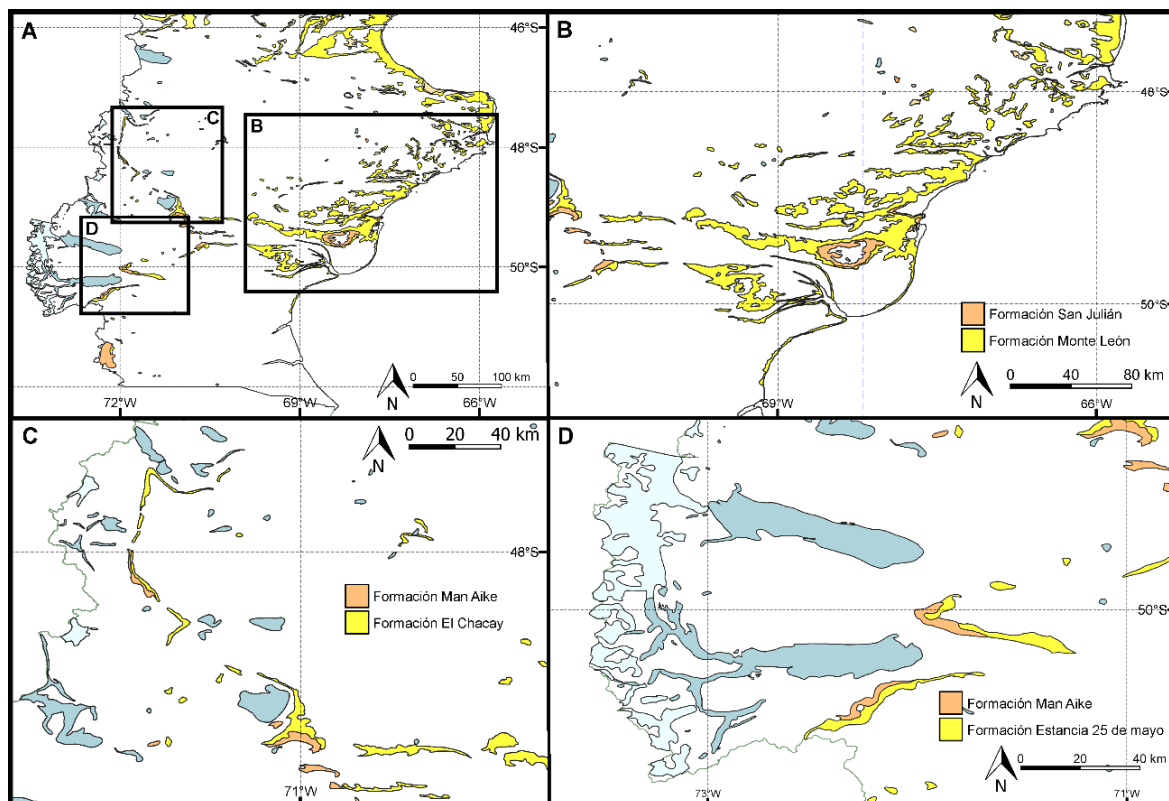 A
B
C
D
46°S
48°S
50°S
72°W
69°W
66°W
N
0 50 100 km
B
48°S
50°S
69°W
66°W
Formación San Julián
Formación Monte León
N
0 40 80 km
C
N
0 20 40 km
48°S
71°W
Formación Man Aike
Formación El Chacay
D
50°S
73°W
71°W
Formación Man Aike
Formación Estancia 25 de mayo
N
0 20 40 km